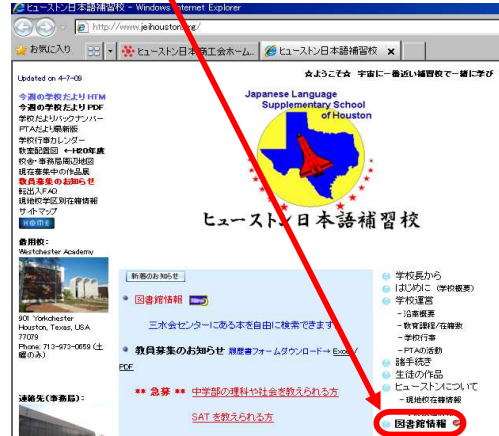 ヒューストン日本語補習校 - Windows Internet Explorer
http://www.jeihouston.org/
お気に入り
ヒューストン日本商工会ホーム..
ヒューストン日本語補習校
Updated on 4-7-09
☆ようこそ☆ 宇宙に一番近い補習校で一緒に学び
今週の学校たより HTM
今週の学校たより PDF
学校たよりバックナンバー
PTAたより最新版
学校行事カレンダー
教室配置図 ←H20年度
校舎・事務局周辺地図
現在募集中の作品展
教員募集のお知らせ
転出入FAQ
現地校学区別在籍情報
サイトマップ
HOME
Japanese Language
Supplementary School
of Houston
ヒューストン日本語補習校
借用校:
Westchester Academy
901 Yorkchester
Houston, Texas, USA
77079
Phone: 713-973-0659 (土
曜のみ)
連絡先(事務局):
新着のお知らせ
図書館情報
三水会センターにある本を自由に検索できます
教員募集のお知らせ 履歴書フォームダウンロード→ Excel/
PDF
** 急募 ** 中学部の理科や社会を教えられる方
SAT を教えられる方
学校長から
はじめに (学校概要)
学校運営
-沿革概要
-教育課程/在籍数
-学校行事
-PTAの活動
諸手続き
生徒の作品
ヒューストンについて
-現地校在籍情報
図書館情報